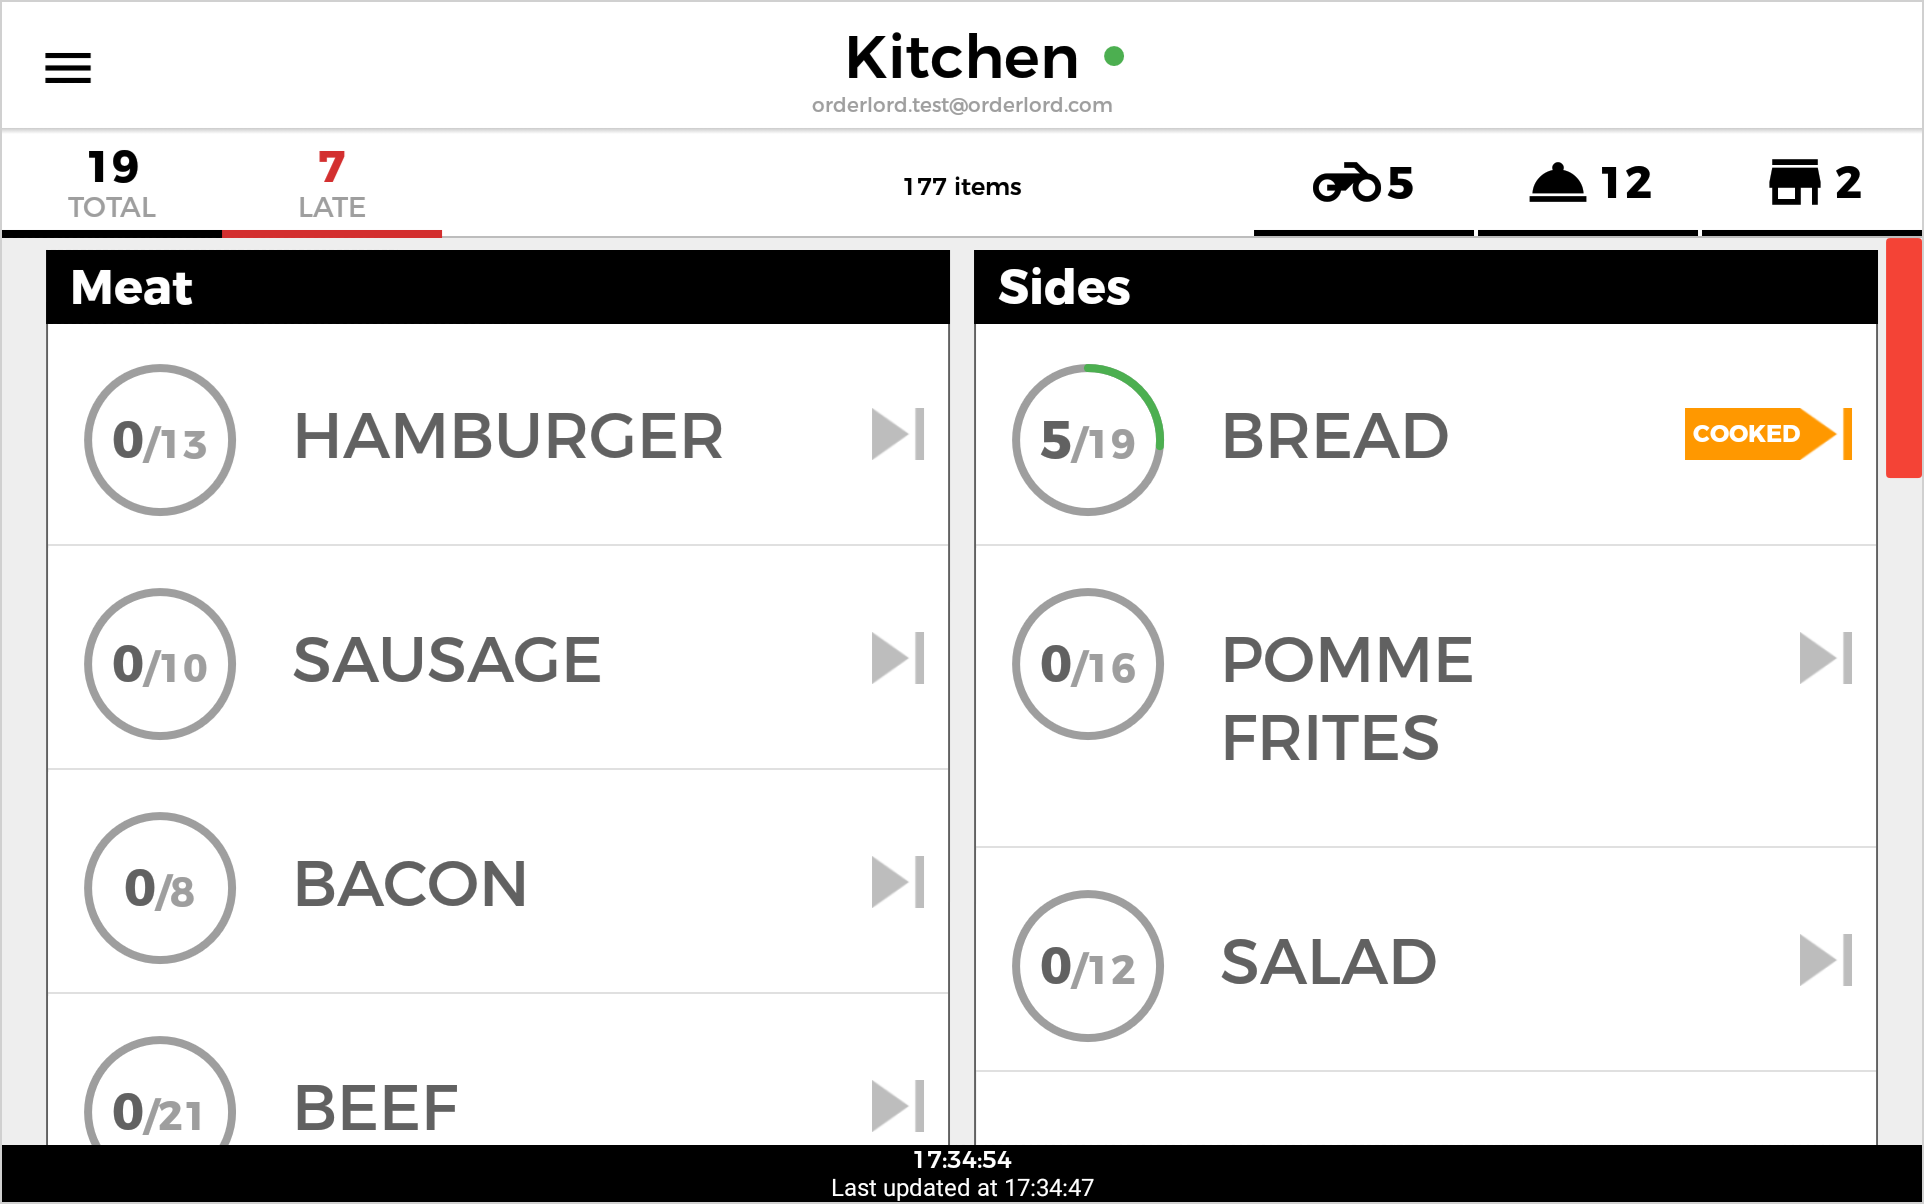 Kitchen
orderlord.test@orderlord.com
19
TOTAL
7
LATE
177 items
5
12
2
Meat
0/13 HAMBURGER
0/10 SAUSAGE
0/8 BACON
0/21 BEEF
Sides
5/19 BREAD COOKED
0/16 POMME
FRITES
0/12 SALAD
17:34:54
Last updated at 17:34:47